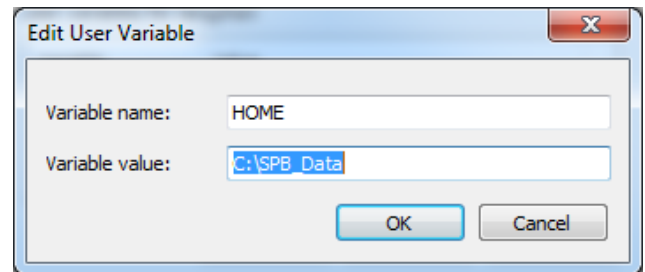 Edit User Variable
Variable name: HOME
Variable value: C:\SPB_Data
OK Cancel